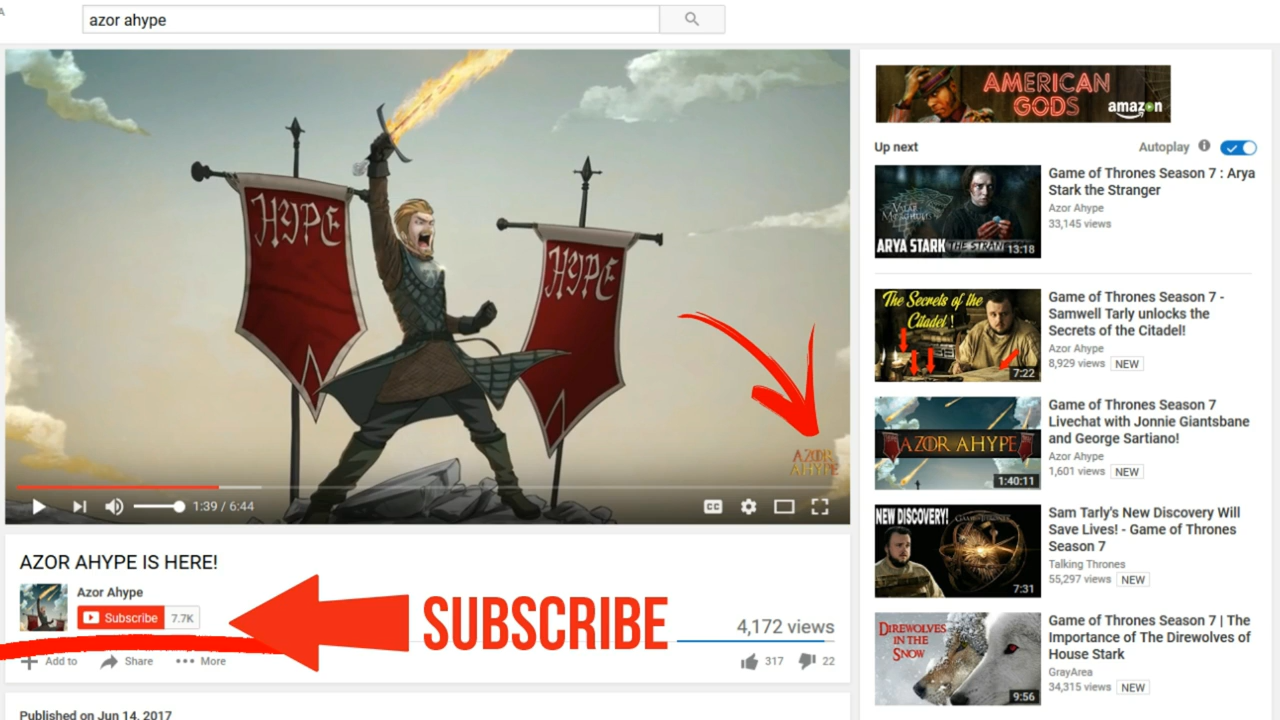 A
azor ahype
HYPE
HYPE
AZOR
AHYPE
1:39 / 6:44
CC
AZOR AHYPE IS HERE!
Azor Ahype
Subscribe 7.7K
SUBSCRIBE
4,172 views
Add to Share More
317 22
Published on Jun 14, 2017
AMERICAN
GODS
amazon
Up next Autoplay
VALAR
MORGHULIS
ARYA STARK THE STRAN
13:18
Game of Thrones Season 7 : Arya
Stark the Stranger
Azor Ahype
33,145 views
The Secrets of the
Citadel !
7:22
Game of Thrones Season 7 -
Samwell Tarly unlocks the
Secrets of the Citadel!
Azor Ahype
8,929 views NEW
AZOR AHYPE
1:40:11
Game of Thrones Season 7
Livechat with Jonnie Giantsbane
and George Sartiano!
Azor Ahype
1,601 views NEW
NEW DISCOVERY!
GAME OF THRONES
7:31
Sam Tarly's New Discovery Will
Save Lives! - Game of Thrones
Season 7
Talking Thrones
55,297 views NEW
DIREWOLVES
IN THE
SNOW
9:56
Game of Thrones Season 7 | The
Importance of The Direwolves of
House Stark
GrayArea
34,315 views NEW